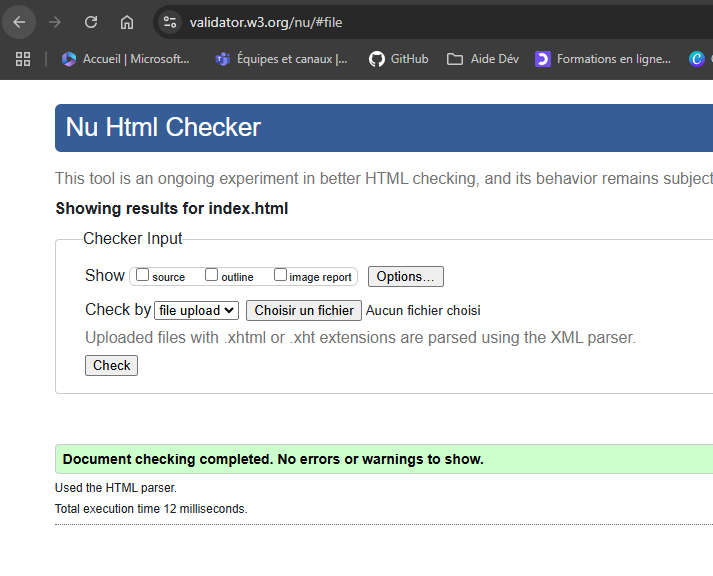 validator.w3.org/nu/#file
Accueil | Microsoft... Équipes et canaux |... GitHub Aide Dév Formations en ligne...
Nu Html Checker
This tool is an ongoing experiment in better HTML checking, and its behavior remains subject
Showing results for index.html
Checker Input
Show source outline image report Options...
Check by file upload Choisir un fichier Aucun fichier choisi
Uploaded files with .xhtml or .xht extensions are parsed using the XML parser.
Check
Document checking completed. No errors or warnings to show.
Used the HTML parser.
Total execution time 12 milliseconds.